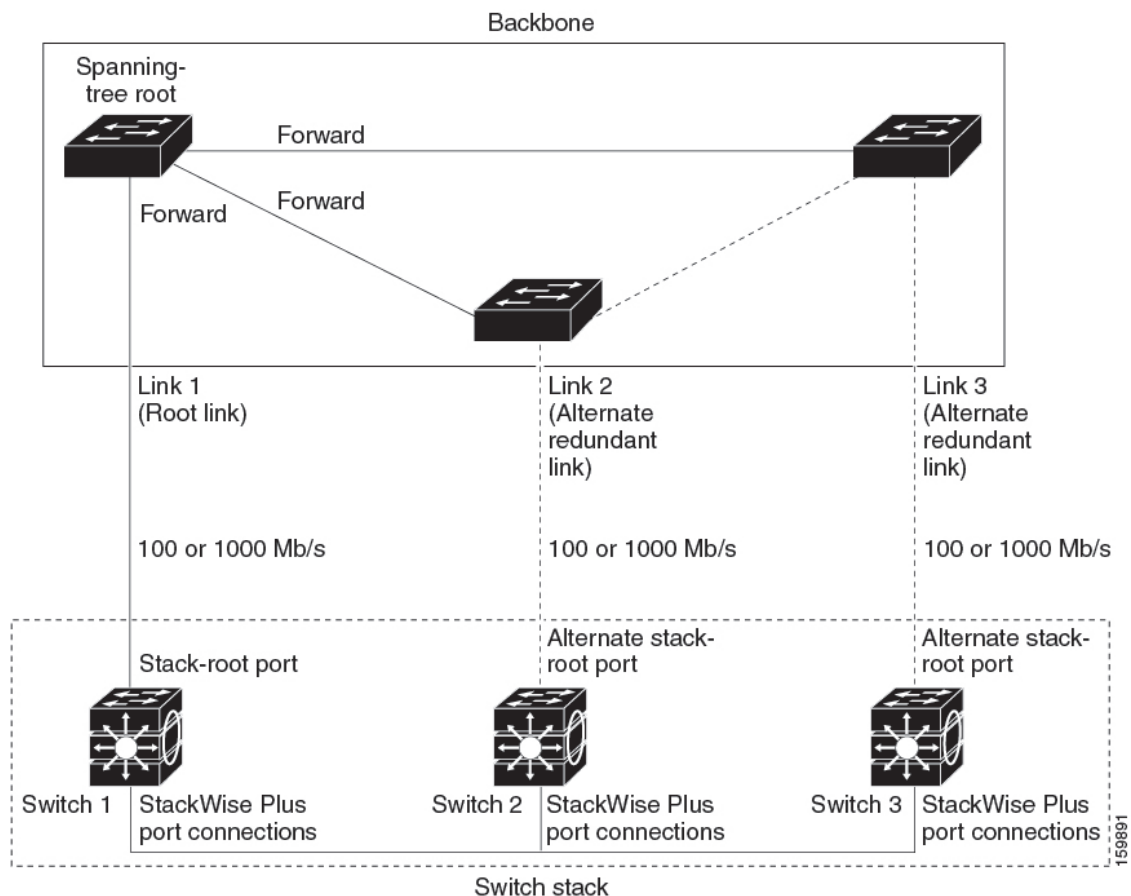 Backbone
Spanning-
tree root
Forward
Forward
Forward
Link 1
(Root link)
Link 2
(Alternate
redundant
link)
Link 3
(Alternate
redundant
link)
100 or 1000 Mb/s
100 or 1000 Mb/s
100 or 1000 Mb/s
Stack-root port
Alternate stack-
root port
Alternate stack-
root port
Switch 1
StackWise Plus
port connections
Switch 2
StackWise Plus
port connections
Switch 3
StackWise Plus
port connections
159891
Switch stack